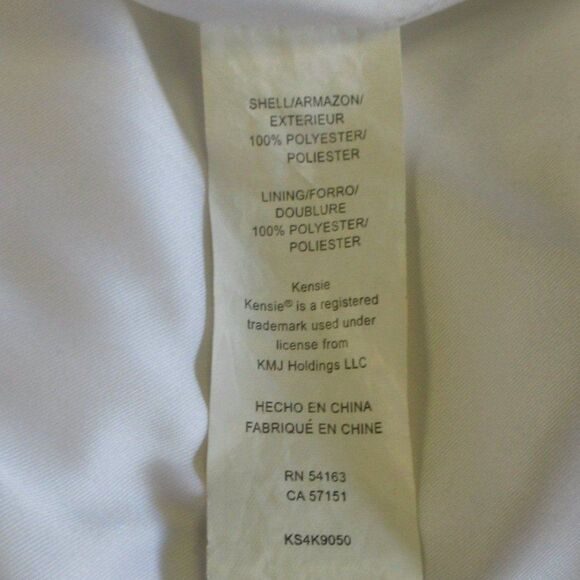 SHELL/ARMAZON/
EXTERIEUR
100% POLYESTER/
POLIESTER
LINING/FORRO/
DOUBLURE
100% POLYESTER/
POLIESTER
Kensie
Kensie® is a registered
trademark used under
license from
KMJ Holdings LLC
HECHO EN CHINA
FABRIQUÉ EN CHINE
RN 54163
CA 57151
KS4K9050